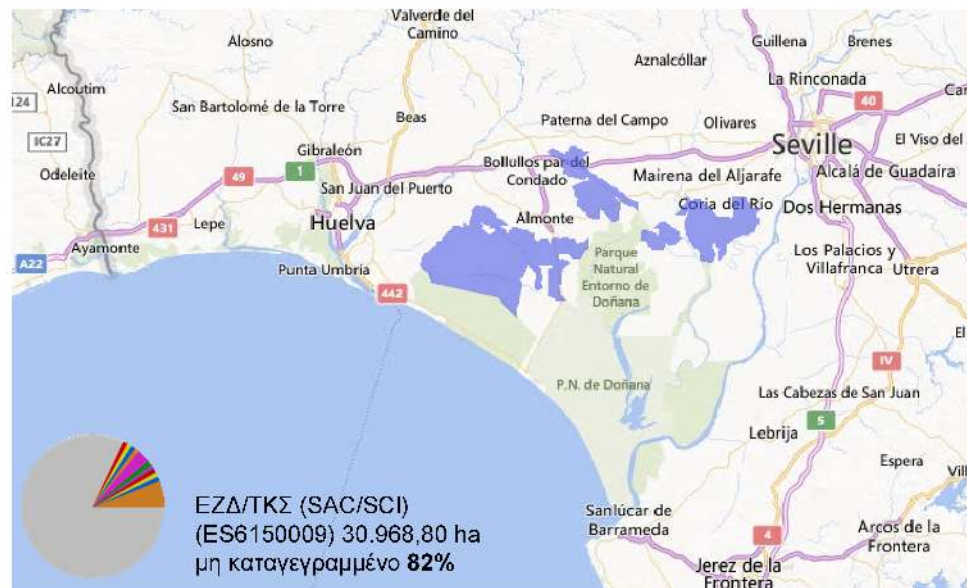 Valverde del
Camino
Alosno
Guillena
Brenes
Aznalcóllar
Alcoutim
La Rinconada
124
San Bartolomé de la Torre
40
Beas
Paterna del Campo
Olivares
IC27
Seville
El Viso del
Gibraleón
Odeleite
49
1
Bollullos par del
Condado
Mairena del Aljarafe
Alcalá de Guadaíra
San Juan del Puerto
Coria del Río
Dos Hermanas
431
Lepe
Huelva
Almonte
Ayamonte
Los Palacios y
Villafranca
A22
Punta Umbría
Parque
Natural
Entorno de
Doñana
Utrera
442
IV
P.N. de Doñana
Las Cabezas de San Juan
5
Lebrija
Espera
ΕΖΔ/ΤΚΣ (SAC/SCI)
(ES6150009) 30.968,80 ha
μη καταγεγραμμένο 82%
Sanlúcar de
Barrameda
4
Arcos de la
Frontera
Jerez de la
Frontera